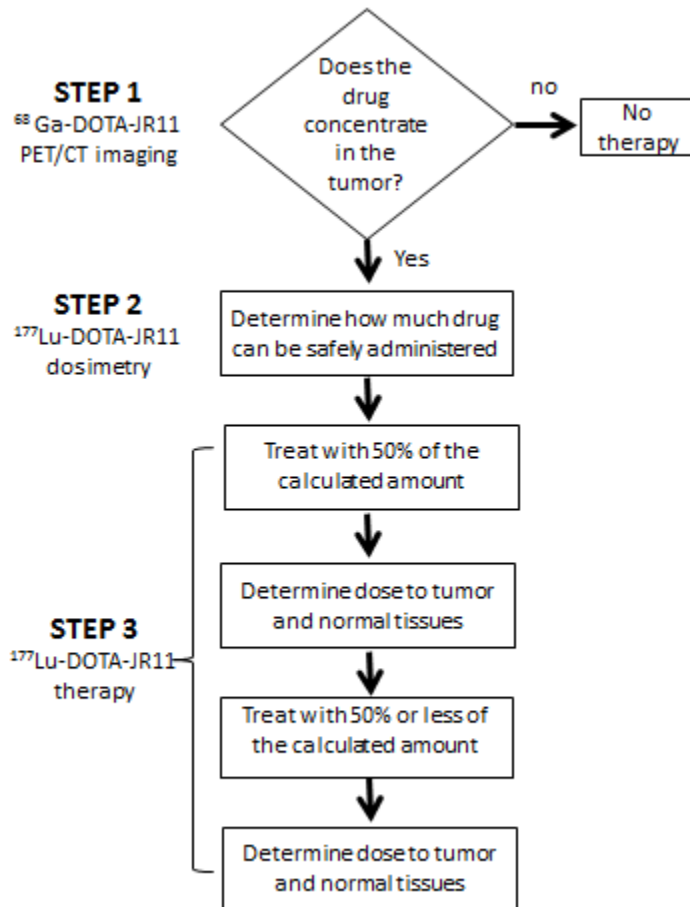 STEP 1
⁶⁸ Ga-DOTA-JR11
PET/CT imaging
Does the
drug
concentrate
in the
tumor?
no
No
therapy
Yes
STEP 2
¹⁷⁷Lu-DOTA-JR11
dosimetry
Determine how much drug
can be safely administered
Treat with 50% of the
calculated amount
Determine dose to tumor
and normal tissues
STEP 3
¹⁷⁷Lu-DOTA-JR11
therapy
Treat with 50% or less of
the calculated amount
Determine dose to tumor
and normal tissues